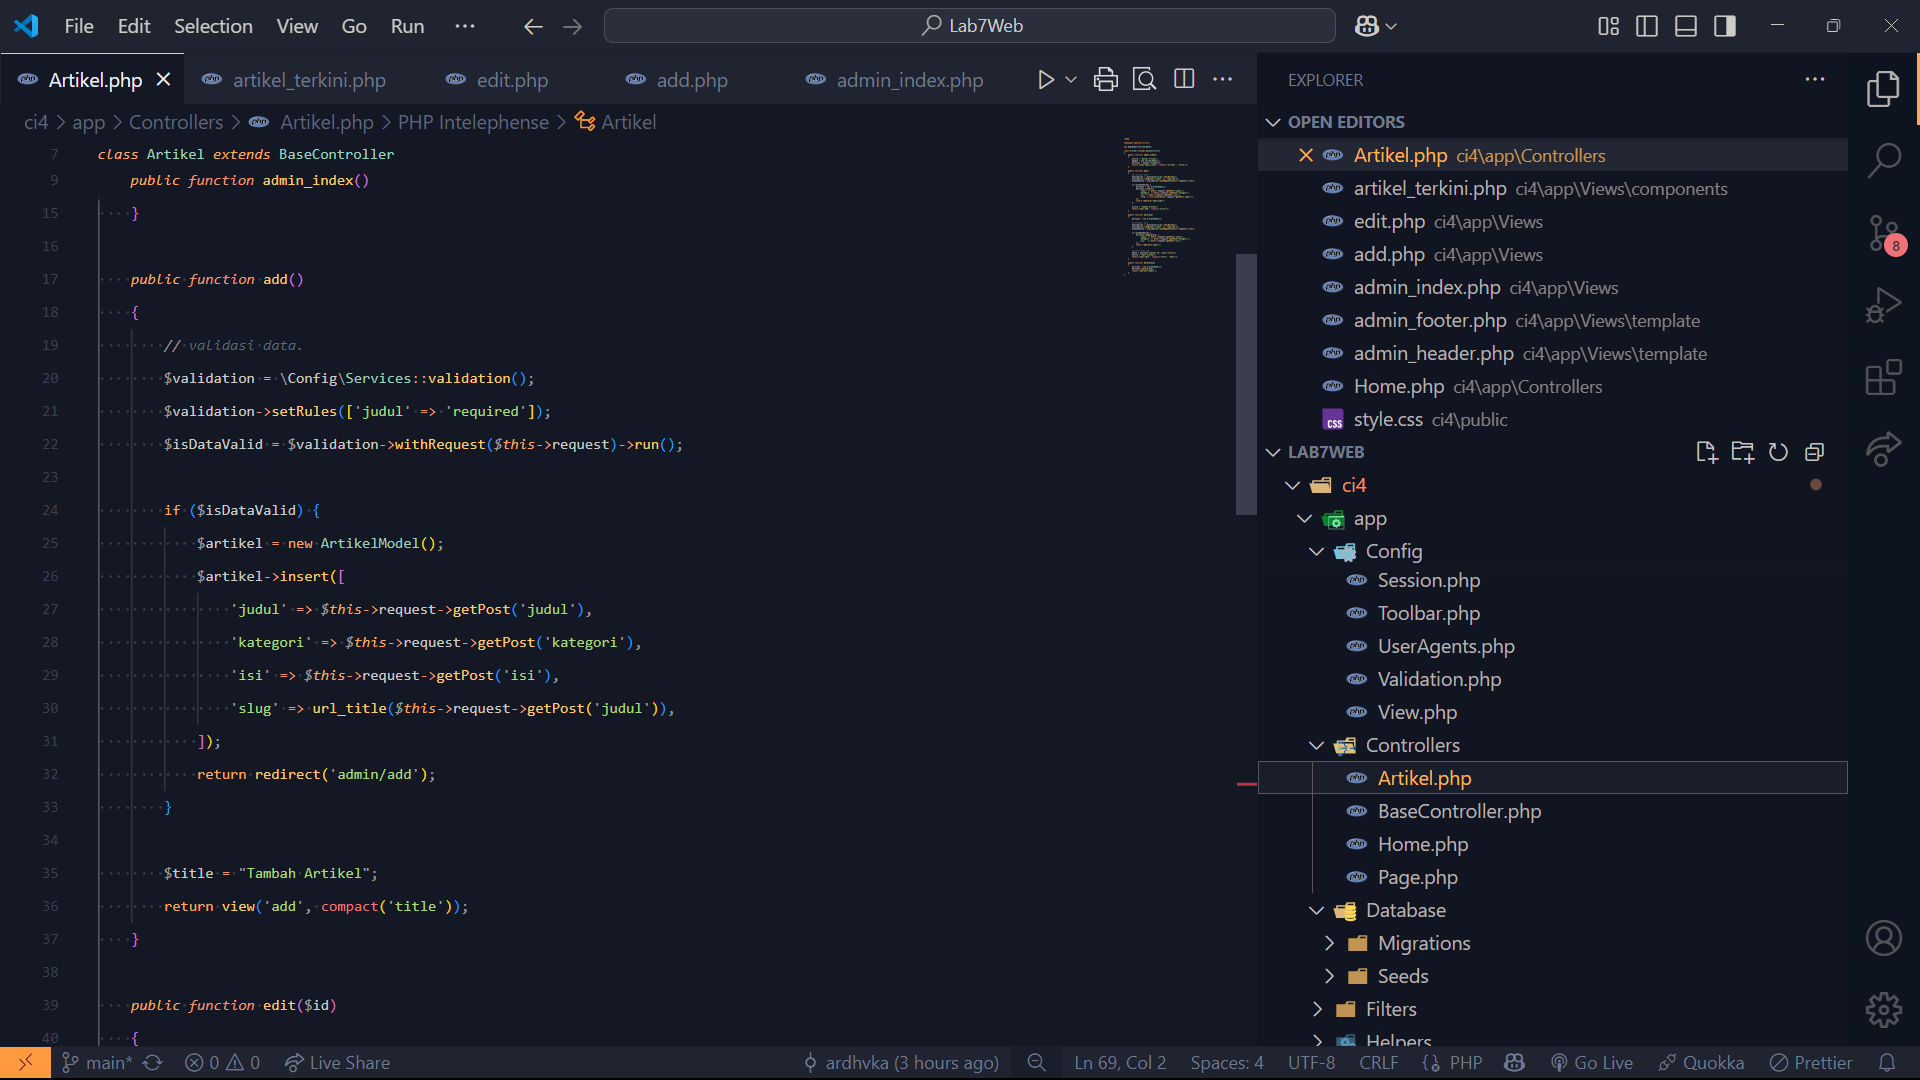 File Edit Selection View Go Run ··· Lab7Web
Artikel.php artikel_terkini.php edit.php add.php admin_index.php
ci4 > app > Controllers > Artikel.php > PHP Intelephense > Artikel
7 class Artikel extends BaseController
9 public function admin_index()
15 }
16
17 public function add()
18 {
19 // validasi data.
20 $validation = \Config\Services::validation();
21 $validation->setRules(['judul' => 'required']);
22 $isDataValid = $validation->withRequest($this->request)->run();
23
24 if ($isDataValid) {
25 $artikel = new ArtikelModel();
26 $artikel->insert([
27 'judul' => $this->request->getPost('judul'),
28 'kategori' => $this->request->getPost('kategori'),
29 'isi' => $this->request->getPost('isi'),
30 'slug' => url_title($this->request->getPost('judul')),
31 ]);
32 return redirect('admin/add');
33 }
34
35 $title = "Tambah Artikel";
36 return view('add', compact('title'));
37 }
38
39 public function edit($id)
40 {
EXPLORER
OPEN EDITORS
Artikel.php ci4\app\Controllers
artikel_terkini.php ci4\app\Views\components
edit.php ci4\app\Views
add.php ci4\app\Views
admin_index.php ci4\app\Views
admin_footer.php ci4\app\Views\template
admin_header.php ci4\app\Views\template
Home.php ci4\app\Controllers
style.css ci4\public
LAB7WEB
ci4
app
Config
Session.php
Toolbar.php
UserAgents.php
Validation.php
View.php
Controllers
Artikel.php
BaseController.php
Home.php
Page.php
Database
Migrations
Seeds
Filters
Helpers
8
main* 0 0 Live Share ardhvka (3 hours ago) Ln 69, Col 2 Spaces: 4 UTF-8 CRLF {} PHP Go Live Quokka Prettier